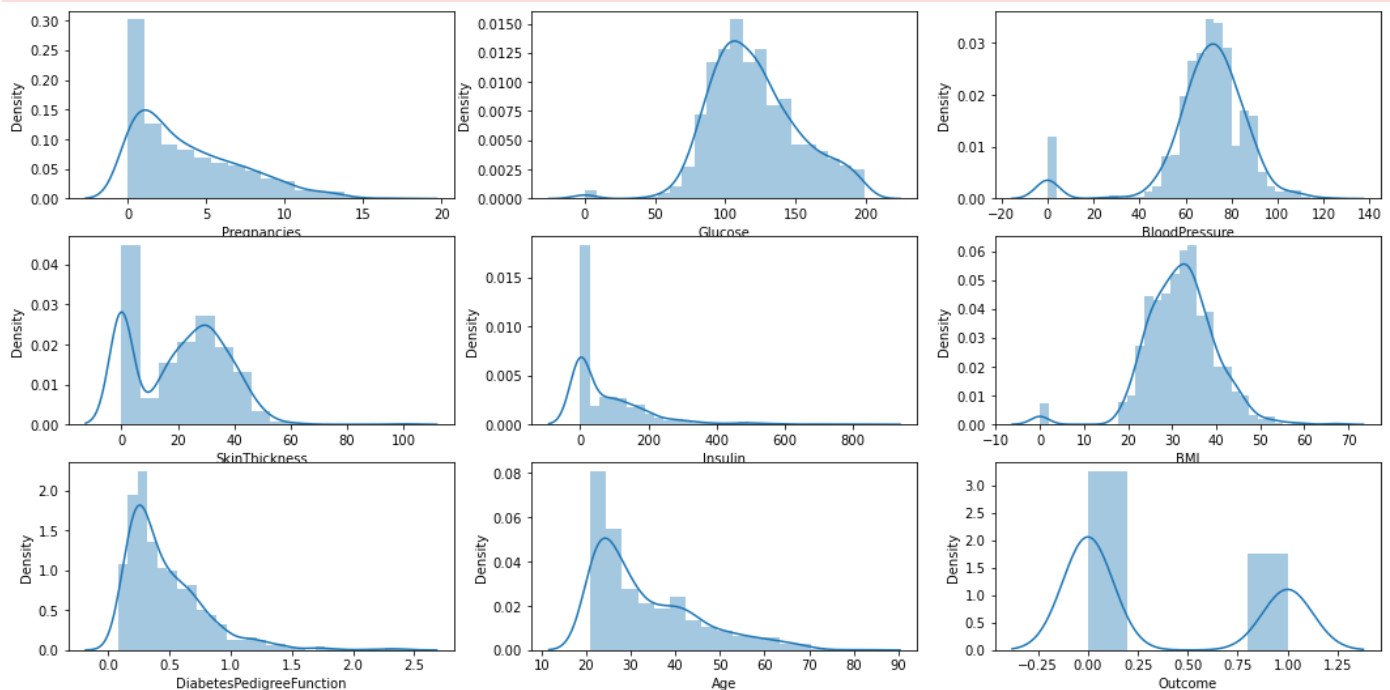 0.30
0.25
0.20
0.15
0.10
0.05
0.00
Density
0 5 10 15 20
Pregnancies
0.0150
0.0125
0.0100
0.0075
0.0050
0.0025
0.0000
Density
0 50 100 150 200
Glucose
0.03
0.02
0.01
0.00
Density
−20 0 20 40 60 80 100 120 140
BloodPressure
0.04
0.03
0.02
0.01
0.00
Density
0 20 40 60 80 100
SkinThickness
0.015
0.010
0.005
0.000
Density
0 200 400 600 800
Insulin
0.06
0.05
0.04
0.03
0.02
0.01
0.00
Density
−10 0 10 20 30 40 50 60 70
BMI
2.0
1.5
1.0
0.5
0.0
Density
0.0 0.5 1.0 1.5 2.0 2.5
DiabetesPedigreeFunction
0.08
0.06
0.04
0.02
0.00
Density
10 20 30 40 50 60 70 80 90
Age
3.0
2.5
2.0
1.5
1.0
0.5
0.0
Density
−0.25 0.00 0.25 0.50 0.75 1.00 1.25
Outcome